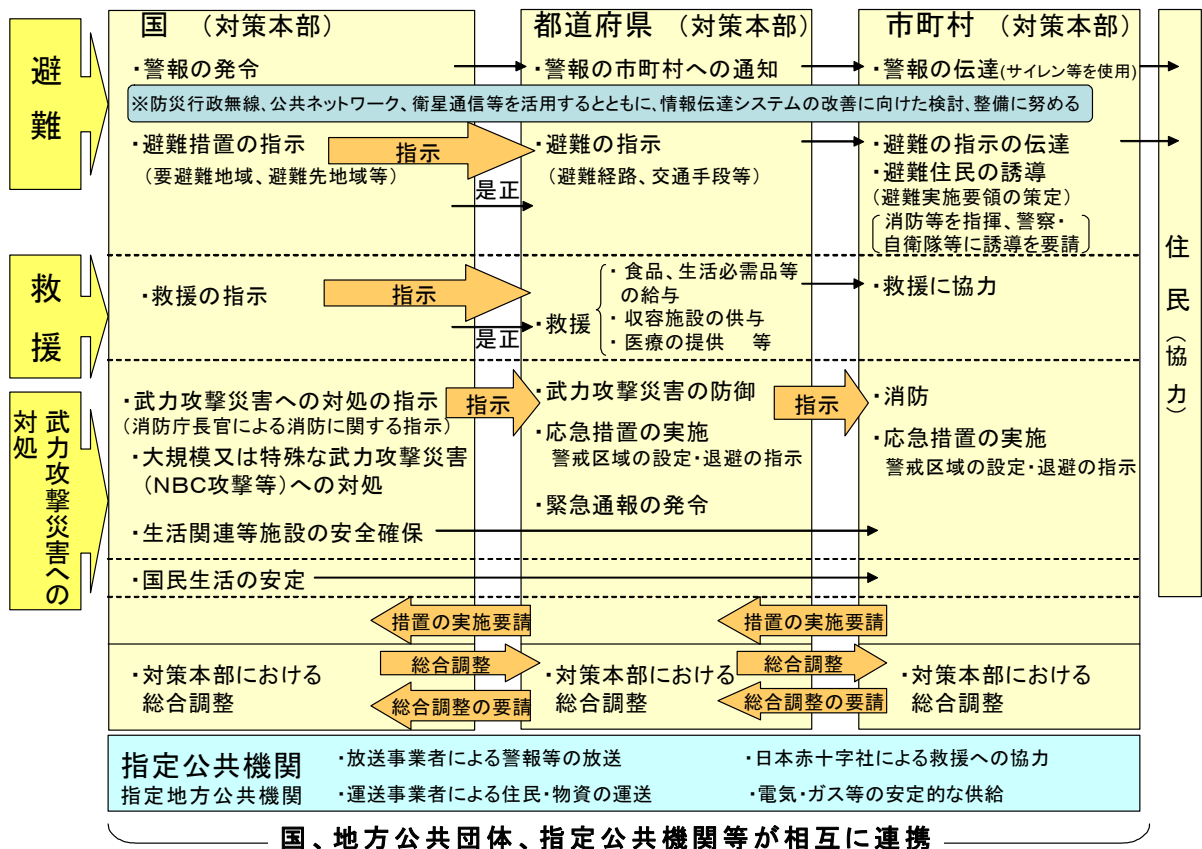 国 (対策本部)
都道府県 (対策本部)
市町村 (対策本部)
避難
・警報の発令
・警報の市町村への通知
・警報の伝達(サイレン等を使用)
※防災行政無線、公共ネットワーク、衛星通信等を活用するとともに、情報伝達システムの改善に向けた検討、整備に努める
・避難措置の指示
(要避難地域、避難先地域等)
指示
是正
・避難の指示
(避難経路、交通手段等)
・避難の指示の伝達
・避難住民の誘導
(避難実施要領の策定)
消防等を指揮、警察・
自衛隊等に誘導を要請
住民(協力)
救援
・救援の指示
指示
是正
・救援
・食品、生活必需品等
の給与
・収容施設の供与
・医療の提供 等
・救援に協力
武力攻撃災害への
対処
・武力攻撃災害への対処の指示
(消防庁長官による消防に関する指示)
・大規模又は特殊な武力攻撃災害
(NBC攻撃等)への対処
指示
・武力攻撃災害の防御
・応急措置の実施
警戒区域の設定・退避の指示
・緊急通報の発令
指示
・消防
・応急措置の実施
警戒区域の設定・退避の指示
・生活関連等施設の安全確保
・国民生活の安定
措置の実施要請
措置の実施要請
・対策本部における
総合調整
総合調整
総合調整の要請
・対策本部における
総合調整
総合調整
総合調整の要請
・対策本部における
総合調整
指定公共機関
指定地方公共機関
・放送事業者による警報等の放送
・日本赤十字社による救援への協力
・運送事業者による住民・物資の運送
・電気・ガス等の安定的な供給
国、地方公共団体、指定公共機関等が相互に連携